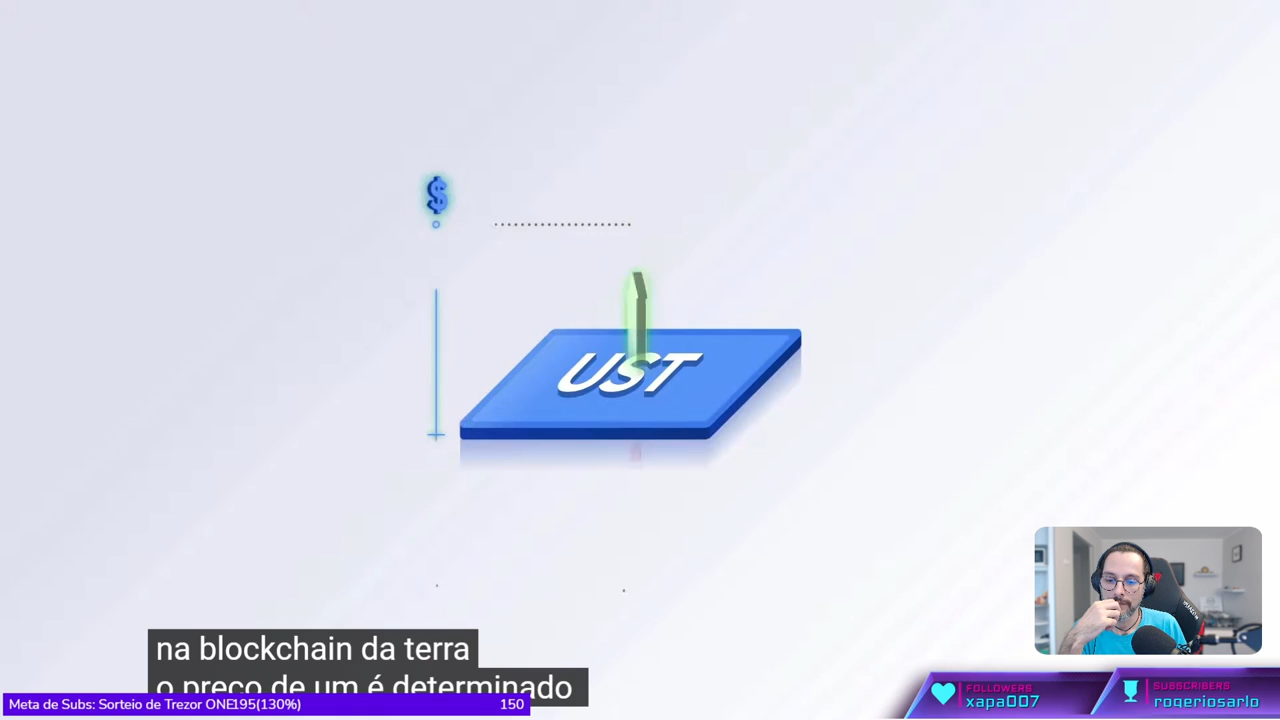 $
UST
na blockchain da terra
o preço de um é determinado
Meta de Subs: Sorteio de Trezor ONE195(130%) 150
FOLLOWERS
xapa007
SUBSCRIBERS
rogeriosarlo